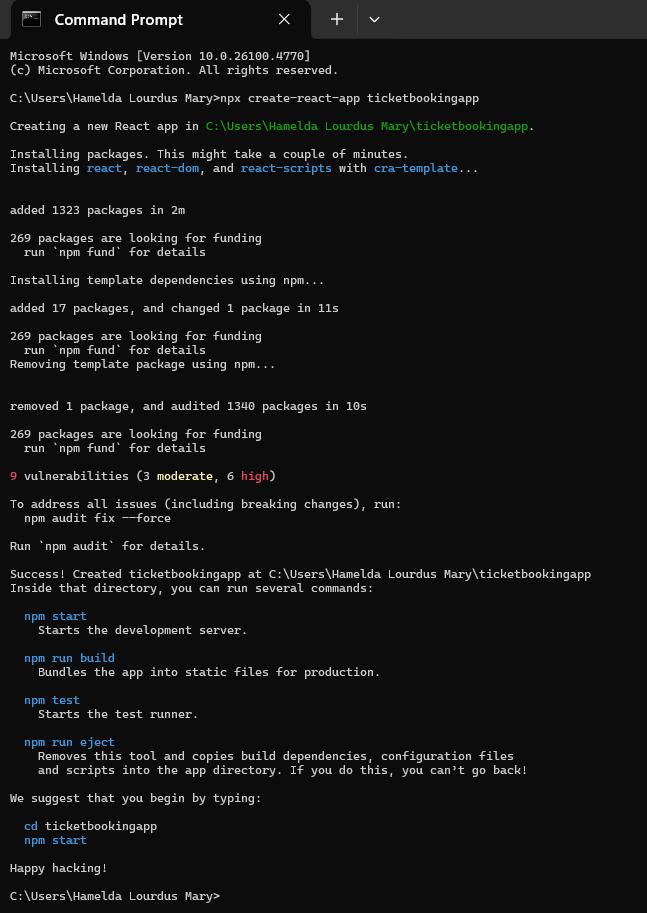 Command Prompt
Microsoft Windows [Version 10.0.26100.4770]
(c) Microsoft Corporation. All rights reserved.
C:\Users\Hamelda Lourdus Mary>npx create-react-app ticketbookingapp
Creating a new React app in C:\Users\Hamelda Lourdus Mary\ticketbookingapp.
Installing packages. This might take a couple of minutes.
Installing react, react-dom, and react-scripts with cra-template...
added 1323 packages in 2m
269 packages are looking for funding
  run `npm fund` for details
Installing template dependencies using npm...
added 17 packages, and changed 1 package in 11s
269 packages are looking for funding
  run `npm fund` for details
Removing template package using npm...
removed 1 package, and audited 1340 packages in 10s
269 packages are looking for funding
  run `npm fund` for details
9 vulnerabilities (3 moderate, 6 high)
To address all issues (including breaking changes), run:
  npm audit fix --force
Run `npm audit` for details.
Success! Created ticketbookingapp at C:\Users\Hamelda Lourdus Mary\ticketbookingapp
Inside that directory, you can run several commands:
  npm start
    Starts the development server.
  npm run build
    Bundles the app into static files for production.
  npm test
    Starts the test runner.
  npm run eject
    Removes this tool and copies build dependencies, configuration files
    and scripts into the app directory. If you do this, you can’t go back!
We suggest that you begin by typing:
  cd ticketbookingapp
  npm start
Happy hacking!
C:\Users\Hamelda Lourdus Mary>